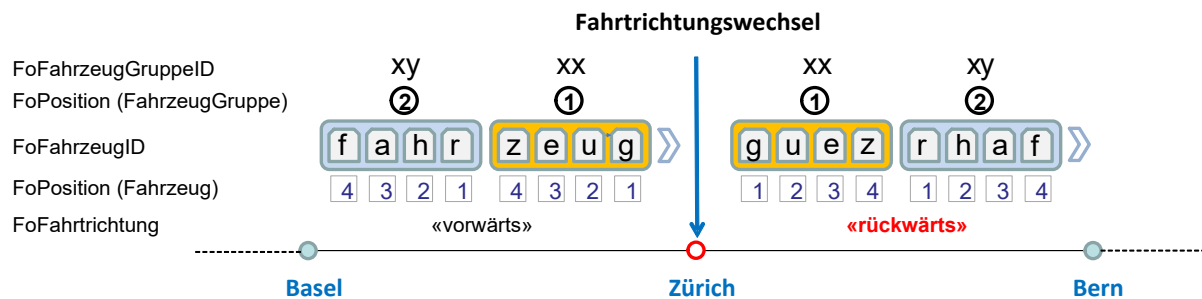 Fahrtrichtungswechsel
FoFahrzeugGruppeID xy xx xx xy
FoPosition (FahrzeugGruppe) 2 1 1 2
FoFahrzeugID f a h r z e u g g u e z r h a f
FoPosition (Fahrzeug) 4 3 2 1 4 3 2 1 1 2 3 4 1 2 3 4
FoFahrtrichtung «vorwärts» «rückwärts»
Basel Zürich Bern